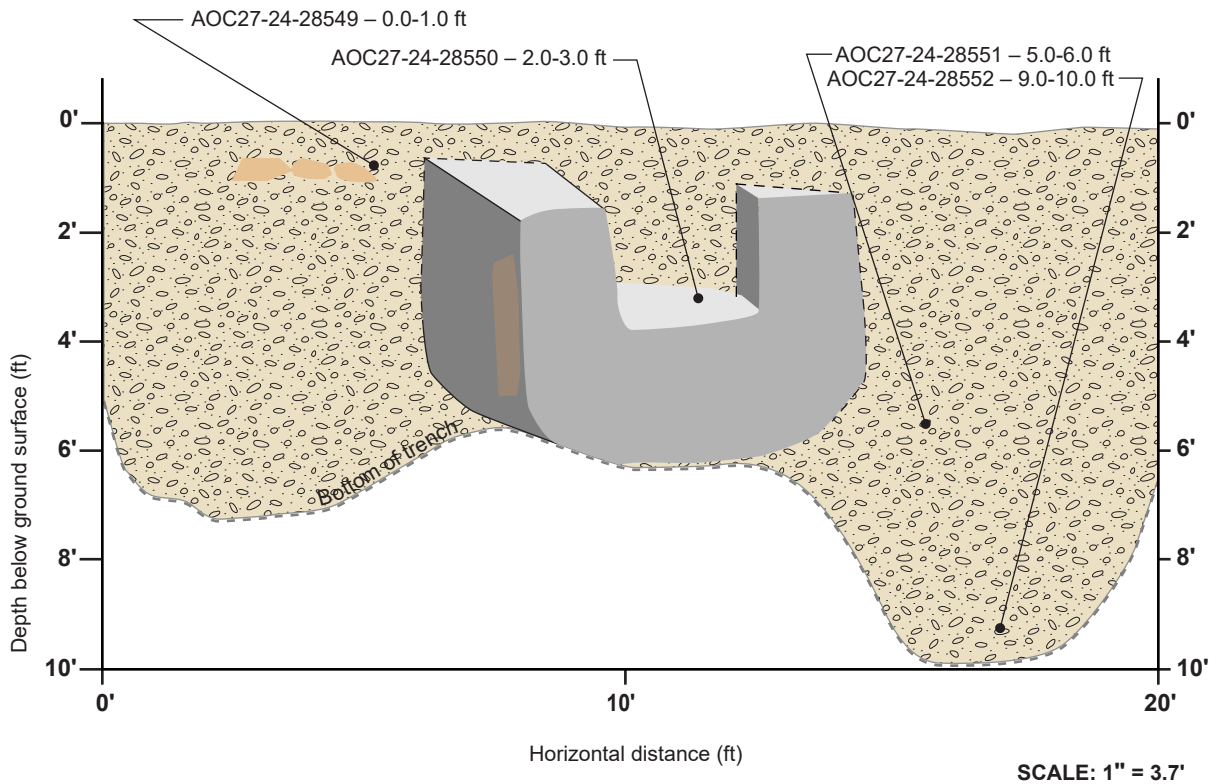 AOC27-24-28549 – 0.0-1.0 ft
AOC27-24-28550 – 2.0-3.0 ft
AOC27-24-28551 – 5.0-6.0 ft
AOC27-24-28552 – 9.0-10.0 ft
0'
2'
4'
6'
8'
10'
0'
2'
4'
6'
8'
10'
Depth below ground surface (ft)
Bottom of trench
0'
10'
20'
Horizontal distance (ft)
SCALE: 1" = 3.7'